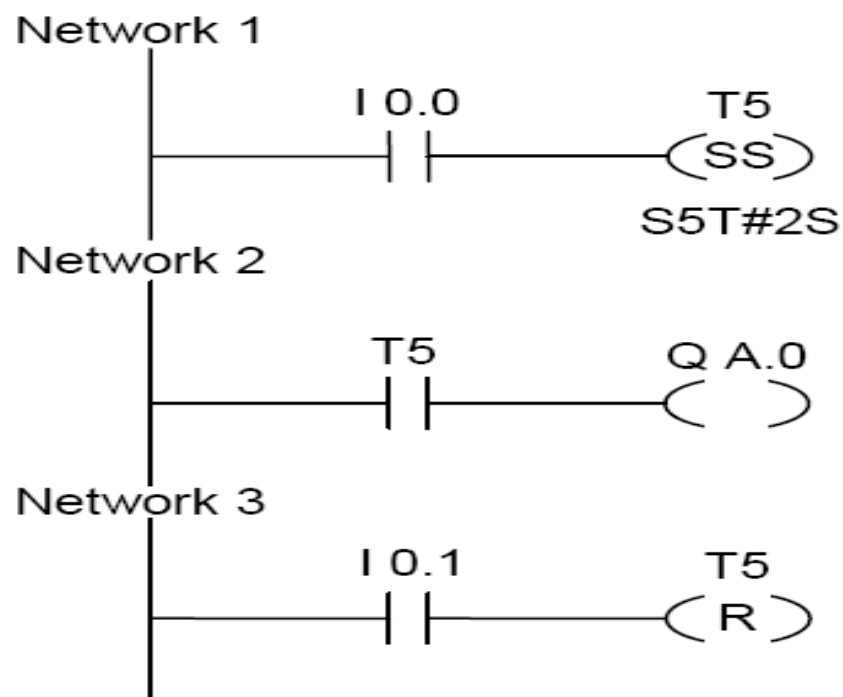 Network 1
I 0.0 T5
SS
S5T#2S
Network 2
T5 Q A.0
Network 3
I 0.1 T5
R